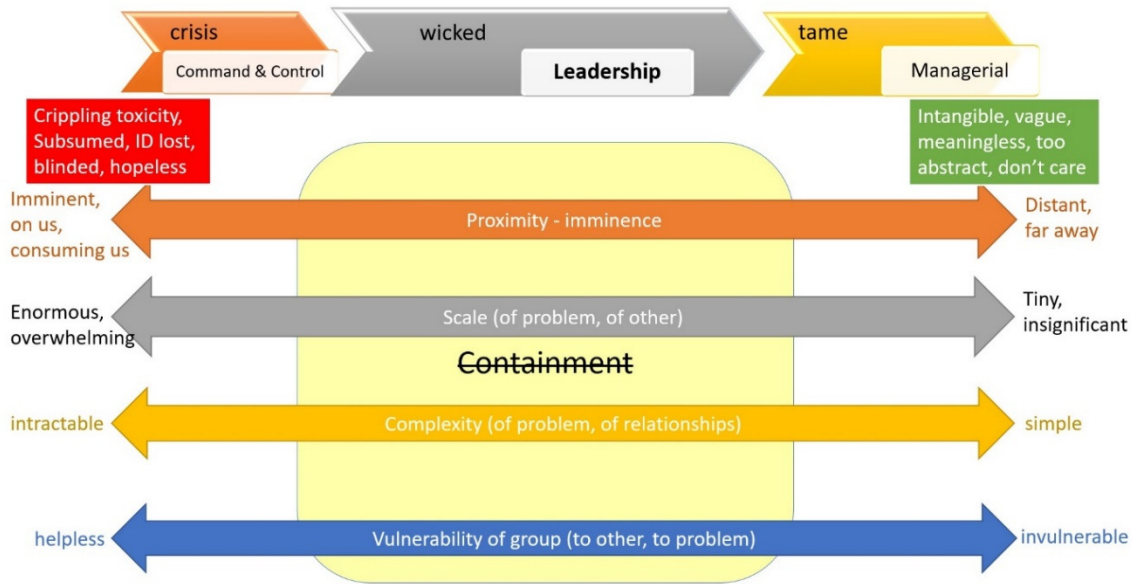 crisis
Command & Control
wicked
Leadership
tame
Managerial
Crippling toxicity,
Subsumed, ID lost,
blinded, hopeless
Intangible, vague,
meaningless, too
abstract, don't care
Imminent,
on us,
consuming us
Proximity - imminence
Distant,
far away
Enormous,
overwhelming
Scale (of problem, of other)
Tiny,
insignificant
Containment
intractable
Complexity (of problem, of relationships)
simple
helpless
Vulnerability of group (to other, to problem)
invulnerable